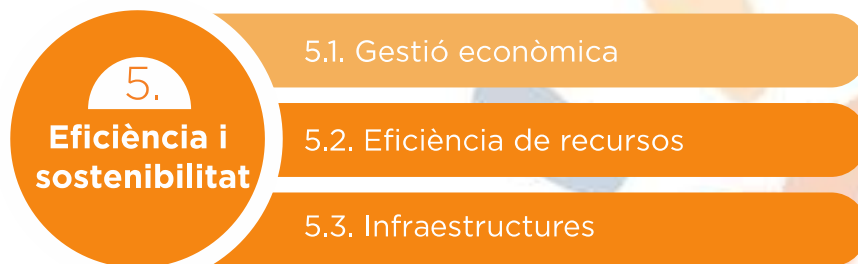 5.
Eficiència i
sostenibilitat
5.1. Gestió econòmica
5.2. Eficiència de recursos
5.3. Infraestructures